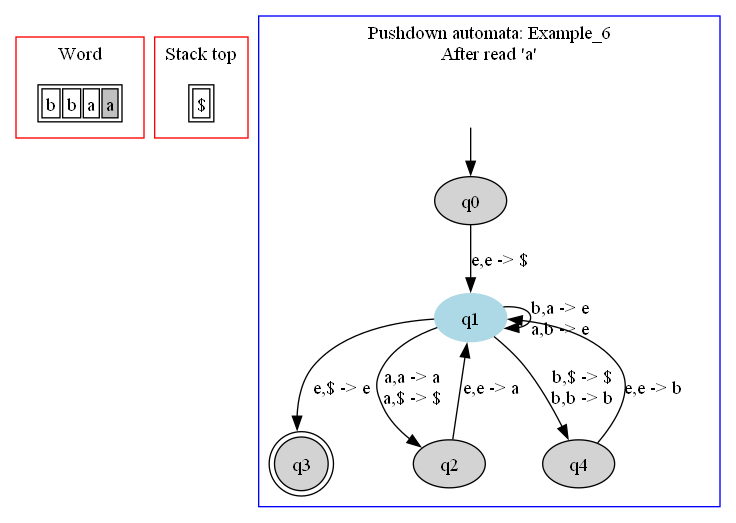 Word
b b a a
Stack top
$
Pushdown automata: Example_6
After read 'a'
q0
e,e -> $
q1
b,a -> e
a,b -> e
e,$ -> e
a,a -> a
a,$ -> $
e,e -> a
b,$ -> $
b,b -> b
e,e -> b
q3
q2
q4